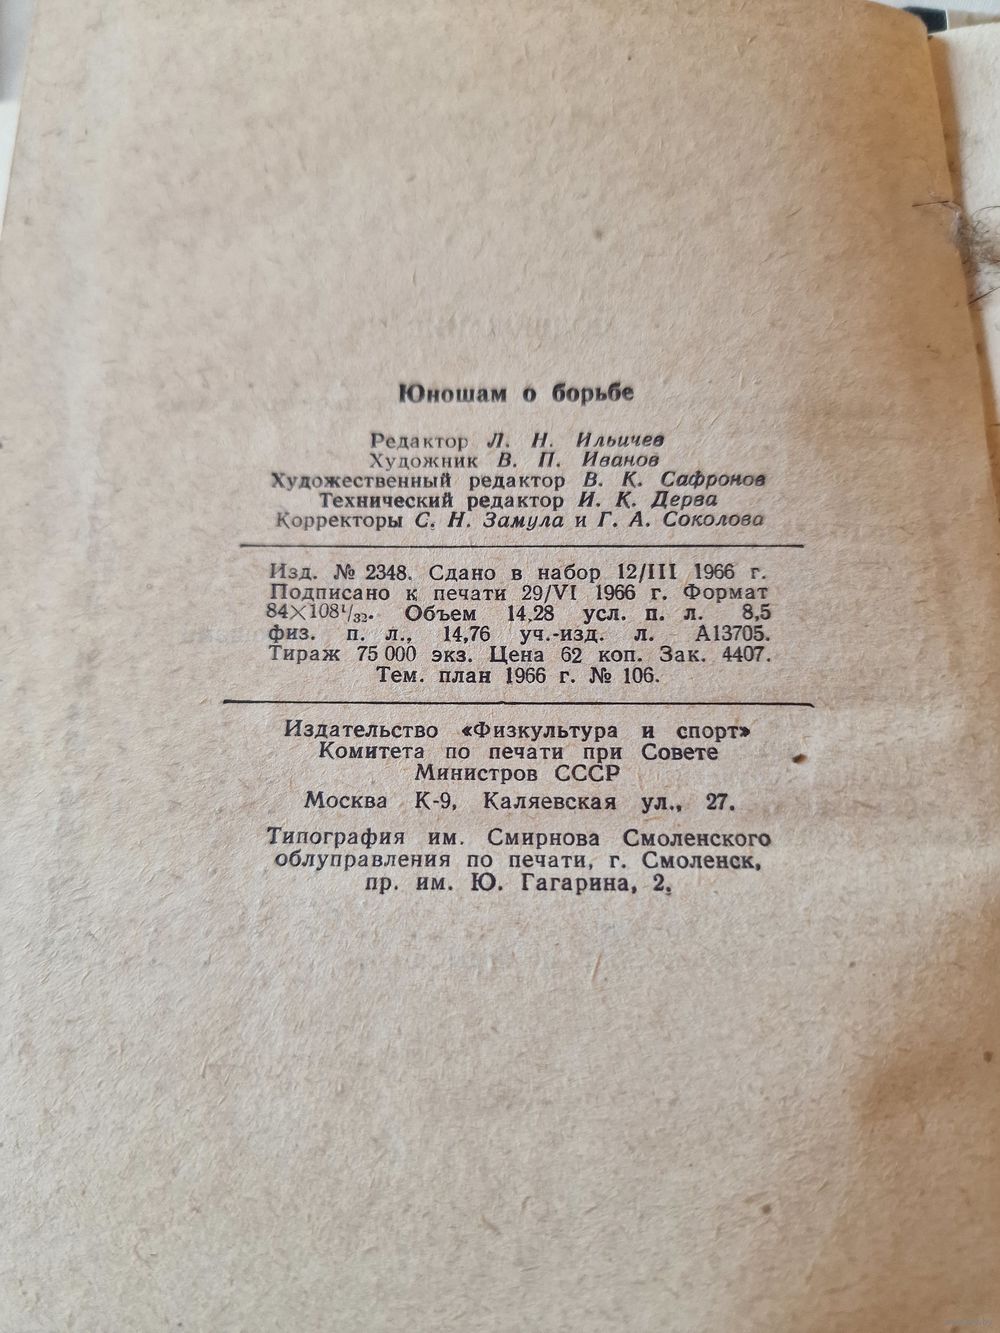 Юношам о борьбе
Редактор Л. Н. Ильичев
Художник В. П. Иванов
Художественный редактор В. К. Сафронов
Технический редактор И. К. Дерва
Корректоры С. Н. Замула и Г. А. Соколова
Изд. № 2348. Сдано в набор 12/III 1966 г.
Подписано к печати 29/VI 1966 г. Формат
84×108¹/₃₂. Объем 14,28 усл. п. л. 8,5
физ. п. л., 14,76 уч.-изд. л. А13705.
Тираж 75 000 экз. Цена 62 коп. Зак. 4407.
Тем. план 1966 г. № 106.
Издательство «Физкультура и спорт»
Комитета по печати при Совете
Министров СССР
Москва К-9, Каляевская ул., 27.
Типография им. Смирнова Смоленского
облуправления по печати, г. Смоленск,
пр. им. Ю. Гагарина, 2.